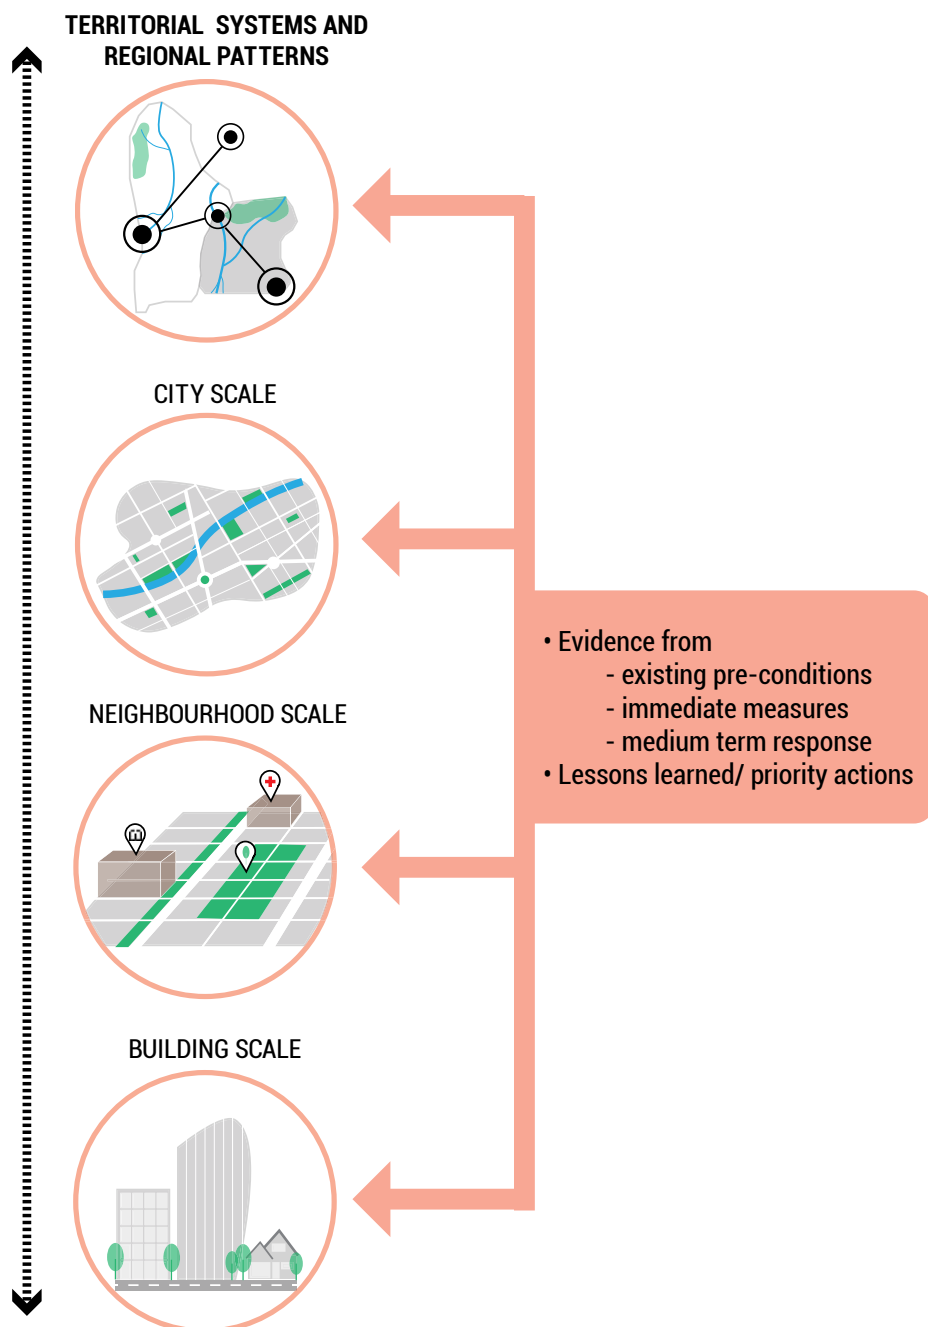 TERRITORIAL SYSTEMS AND
REGIONAL PATTERNS
CITY SCALE
• Evidence from
- existing pre-conditions
- immediate measures
- medium term response
• Lessons learned/ priority actions
NEIGHBOURHOOD SCALE
BUILDING SCALE